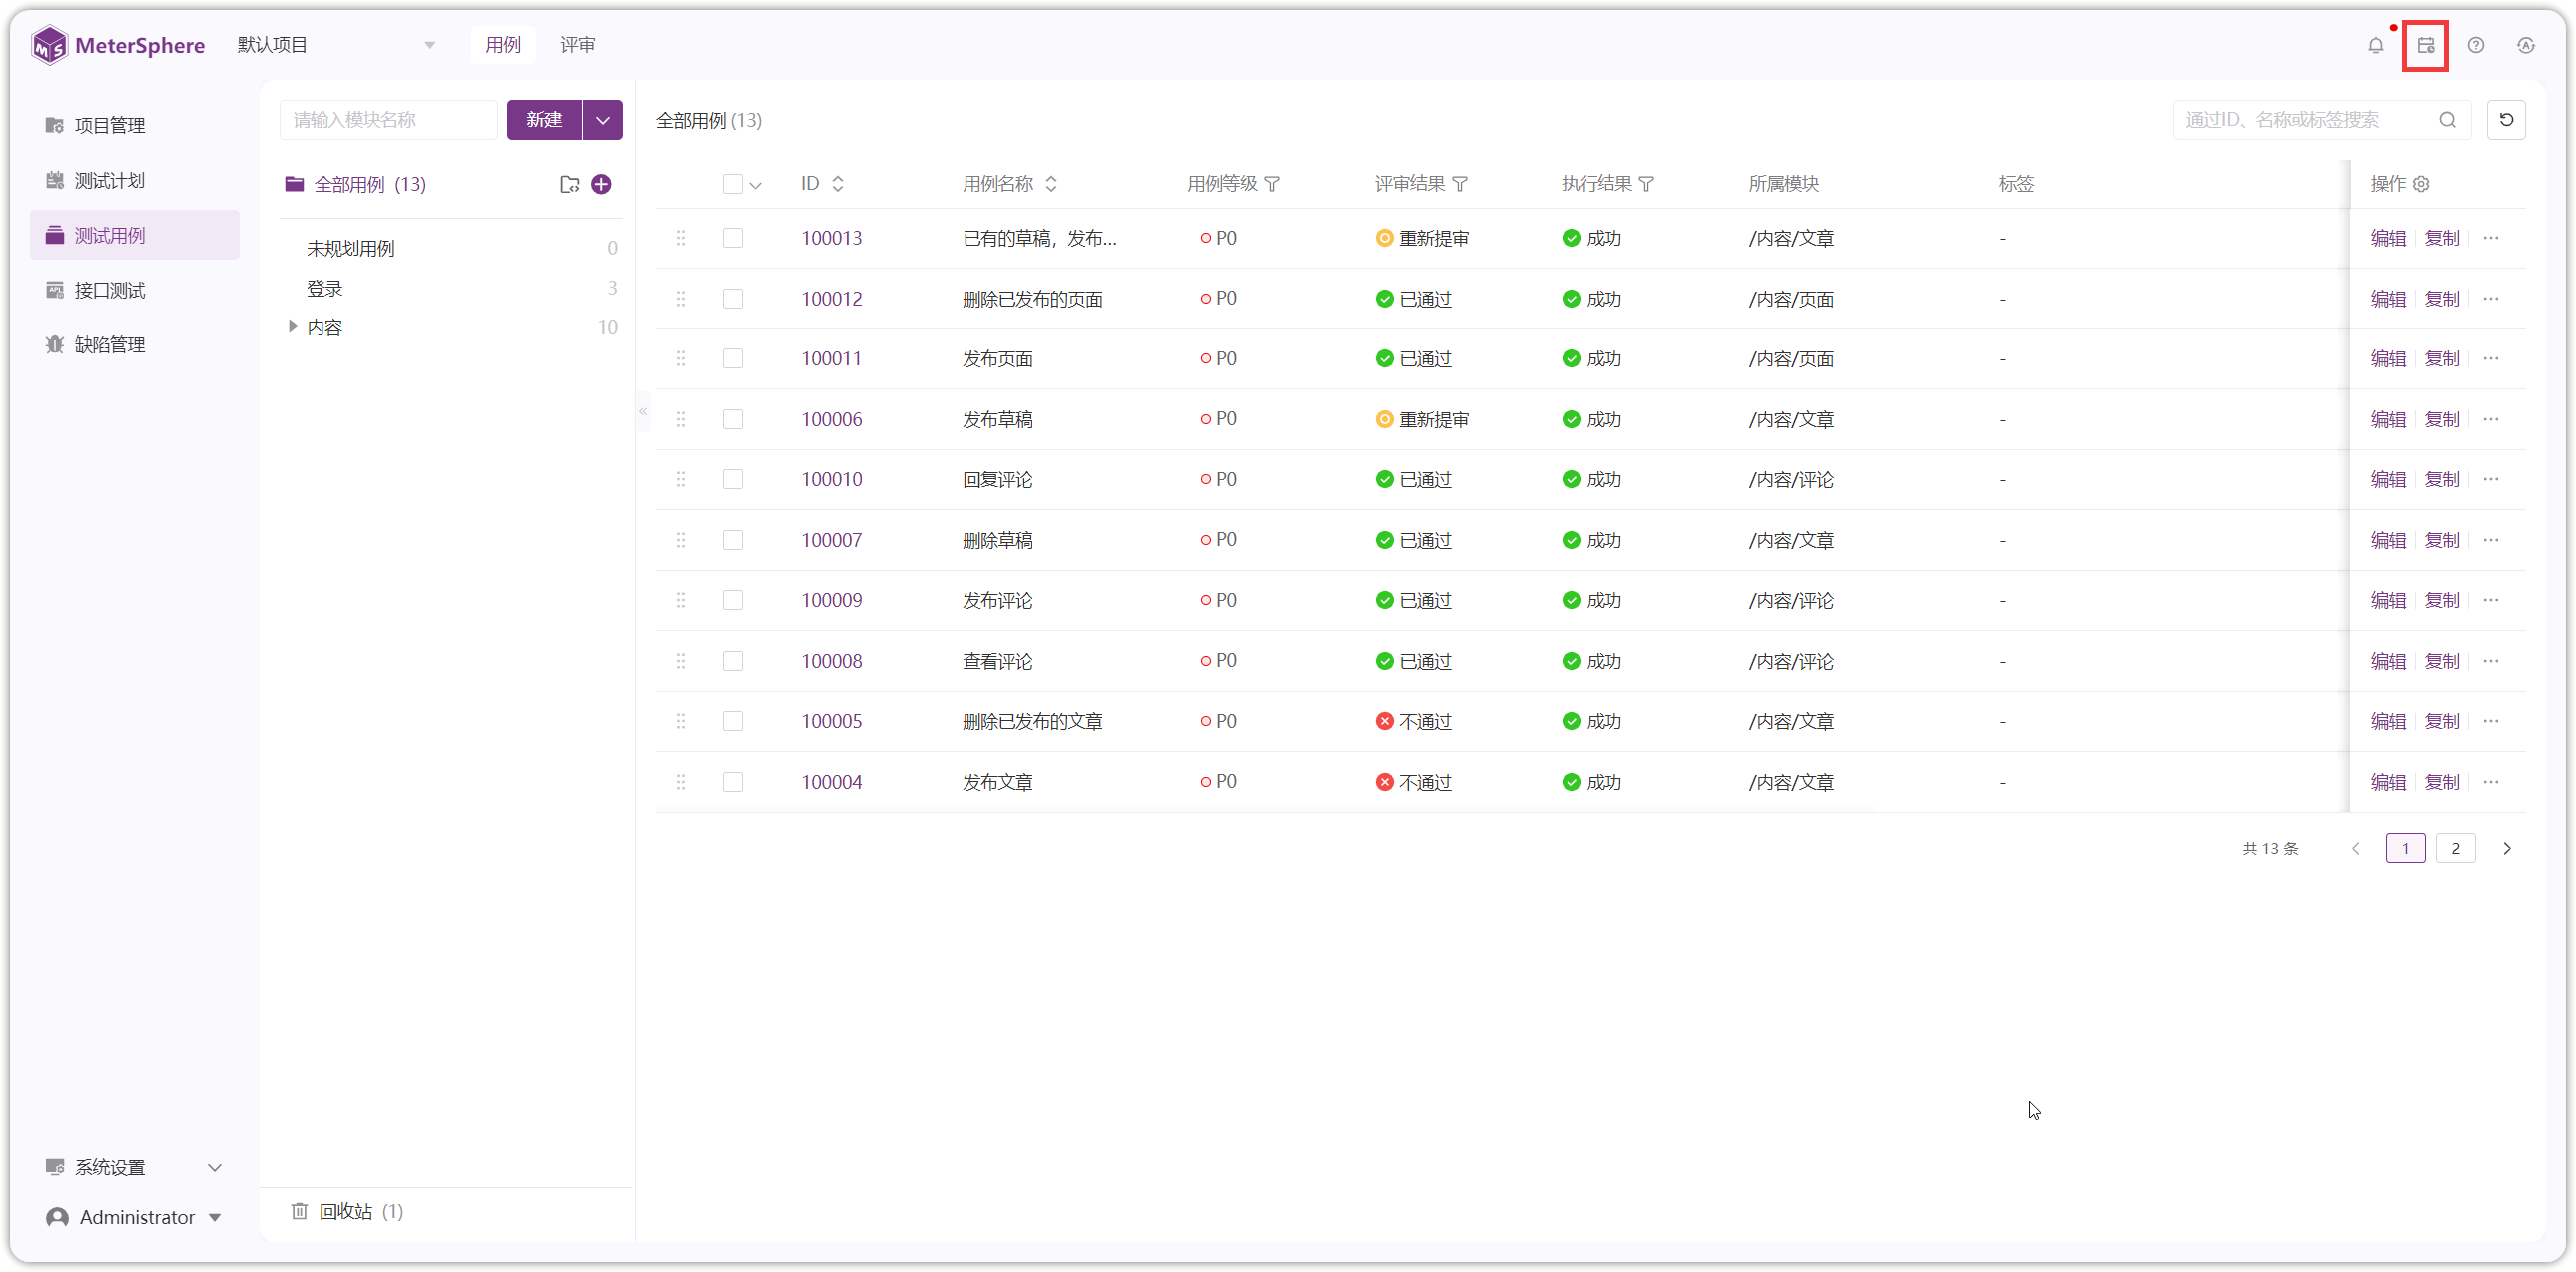 MeterSphere 默认项目 用例 评审
项目管理
测试计划
测试用例
接口测试
缺陷管理
系统设置
Administrator
请输入模块名称 新建
全部用例 (13)
未规划用例 0
登录 3
内容 10
回收站 (1)
全部用例 (13) 通过ID、名称或标签搜索
ID 用例名称 用例等级 评审结果 执行结果 所属模块 标签 操作
100013 已有的草稿，发布... P0 重新提审 成功 /内容/文章 - 编辑 复制 ...
100012 删除已发布的页面 P0 已通过 成功 /内容/页面 - 编辑 复制 ...
100011 发布页面 P0 已通过 成功 /内容/页面 - 编辑 复制 ...
100006 发布草稿 P0 重新提审 成功 /内容/文章 - 编辑 复制 ...
100010 回复评论 P0 已通过 成功 /内容/评论 - 编辑 复制 ...
100007 删除草稿 P0 已通过 成功 /内容/文章 - 编辑 复制 ...
100009 发布评论 P0 已通过 成功 /内容/评论 - 编辑 复制 ...
100008 查看评论 P0 已通过 成功 /内容/评论 - 编辑 复制 ...
100005 删除已发布的文章 P0 不通过 成功 /内容/文章 - 编辑 复制 ...
100004 发布文章 P0 不通过 成功 /内容/文章 - 编辑 复制 ...
共 13 条 1 2